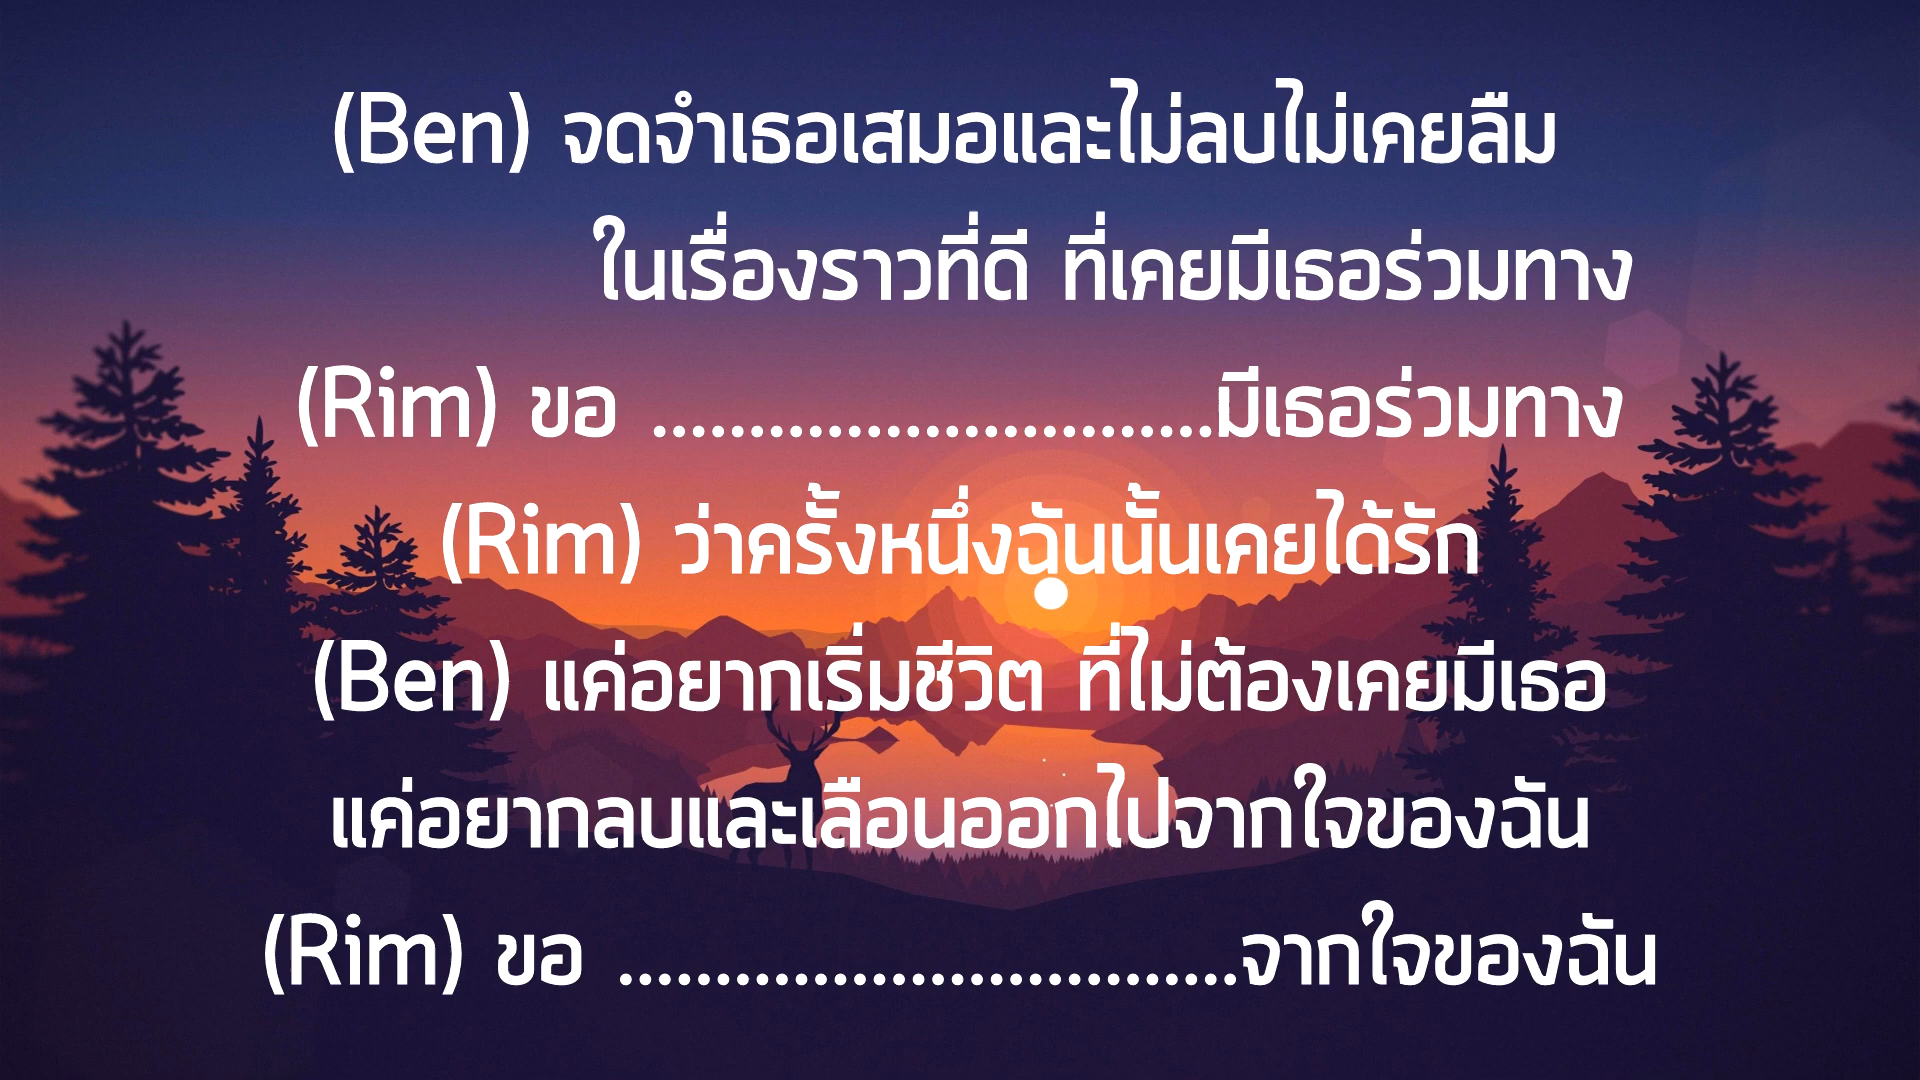 (Ben) จดจำเธอเสมอและไม่ลบไม่เคยลืม
ในเรื่องราวที่ดี ที่เคยมีเธอร่วมทาง
(Rim) ขอ ............................มีเธอร่วมทาง
(Rim) ว่าครั้งหนึ่งฉันนั้นเคยได้รัก
(Ben) แค่อยากเริ่มชีวิต ที่ไม่ต้องเคยมีเธอ
แค่อยากลบและเลือนออกไปจากใจของฉัน
(Rim) ขอ ...............................จากใจของฉัน